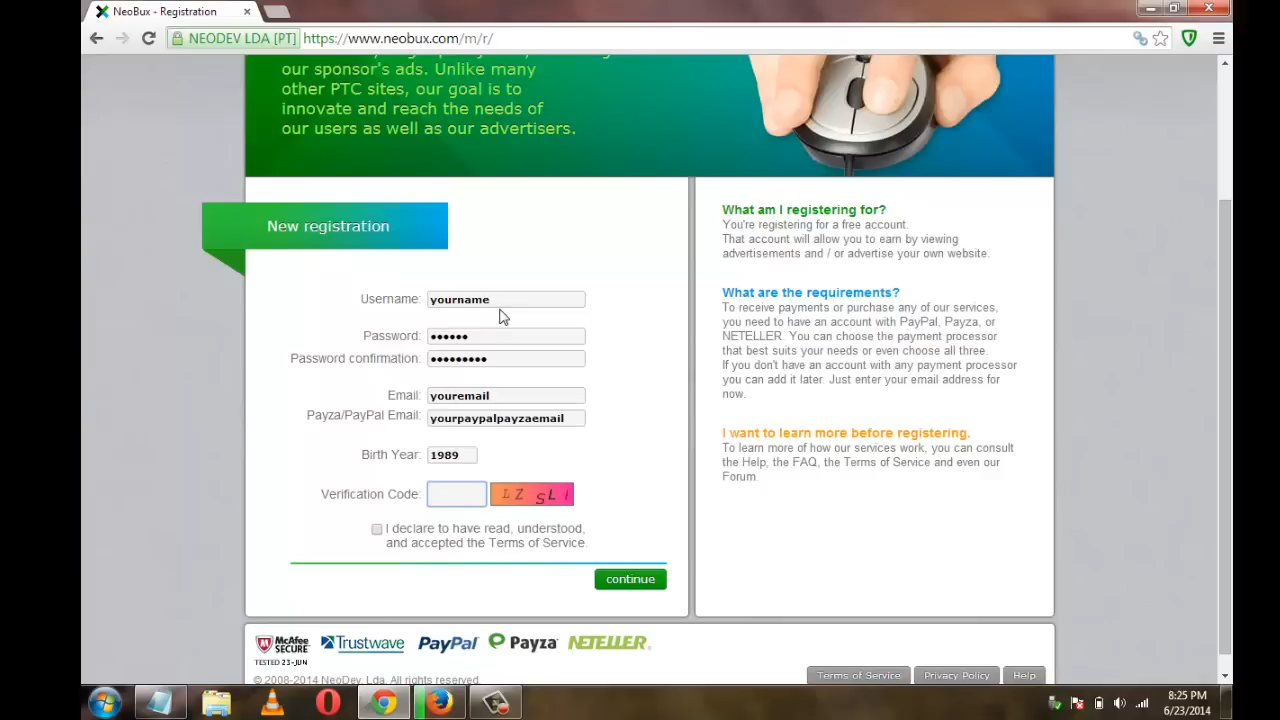 NeoBux - Registration
NEODEV LDA [PT] https://www.neobux.com/m/r/
our sponsor's ads. Unlike many
other PTC sites, our goal is to
innovate and reach the needs of
our users as well as our advertisers.
New registration
Username: yourname
Password: ••••••
Password confirmation: •••••••••
Email: youremail
Payza/PayPal Email: yourpaypalpayzaemail
Birth Year: 1989
Verification Code:
I declare to have read, understood,
and accepted the Terms of Service.
continue
What am I registering for?
You're registering for a free account.
That account will allow you to earn by viewing
advertisements and / or advertise your own website.
What are the requirements?
To receive payments or purchase any of our services,
you need to have an account with PayPal, Payza, or
NETELLER. You can choose the payment processor
that best suits your needs or even choose all three.
If you don't have an account with any payment processor
you can add it later. Just enter your email address for
now.
I want to learn more before registering.
To learn more of how our services work, you can consult
the Help, the FAQ, the Terms of Service and even our
Forum.
McAfee SECURE
TESTED 23-JUN
Trustwave PayPal Payza NETELLER
Terms of Service Privacy Policy Help
© 2008-2014 NeoDev, Lda. All rights reserved.
8:25 PM
6/23/2014